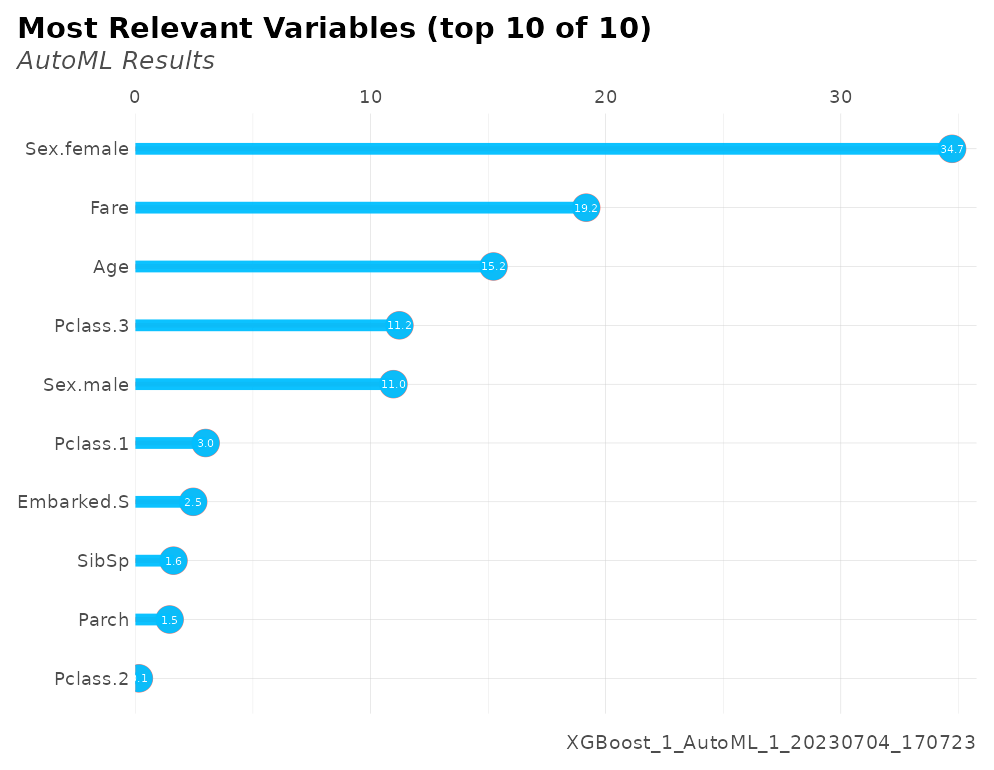 Most Relevant Variables (top 10 of 10)
AutoML Results
0 10 20 30
Sex.female 34.7
Fare 19.2
Age 15.2
Pclass.3 11.2
Sex.male 11.0
Pclass.1 3.0
Embarked.S 2.5
SibSp 1.6
Parch 1.5
Pclass.2
XGBoost_1_AutoML_1_20230704_170723